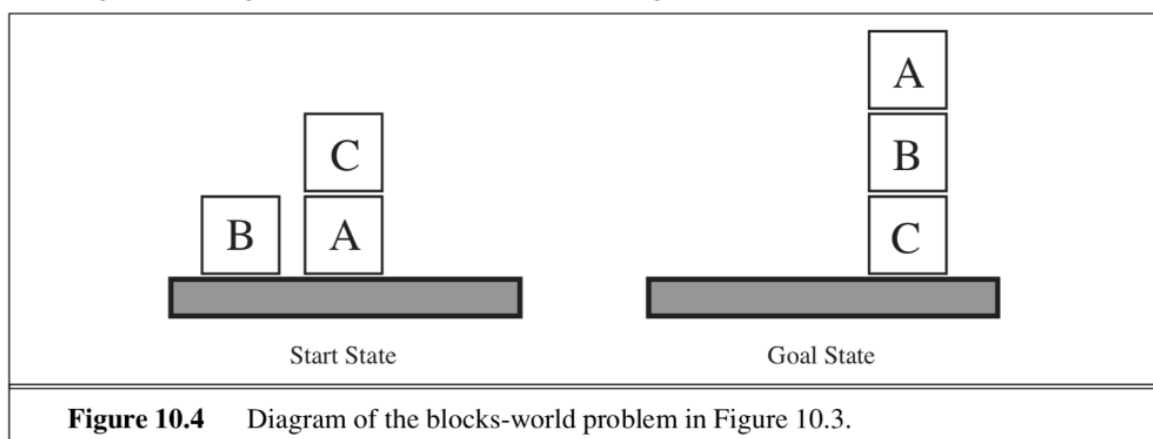 A
C
B
B
A
C
Start State
Goal State
Figure 10.4 Diagram of the blocks-world problem in Figure 10.3.